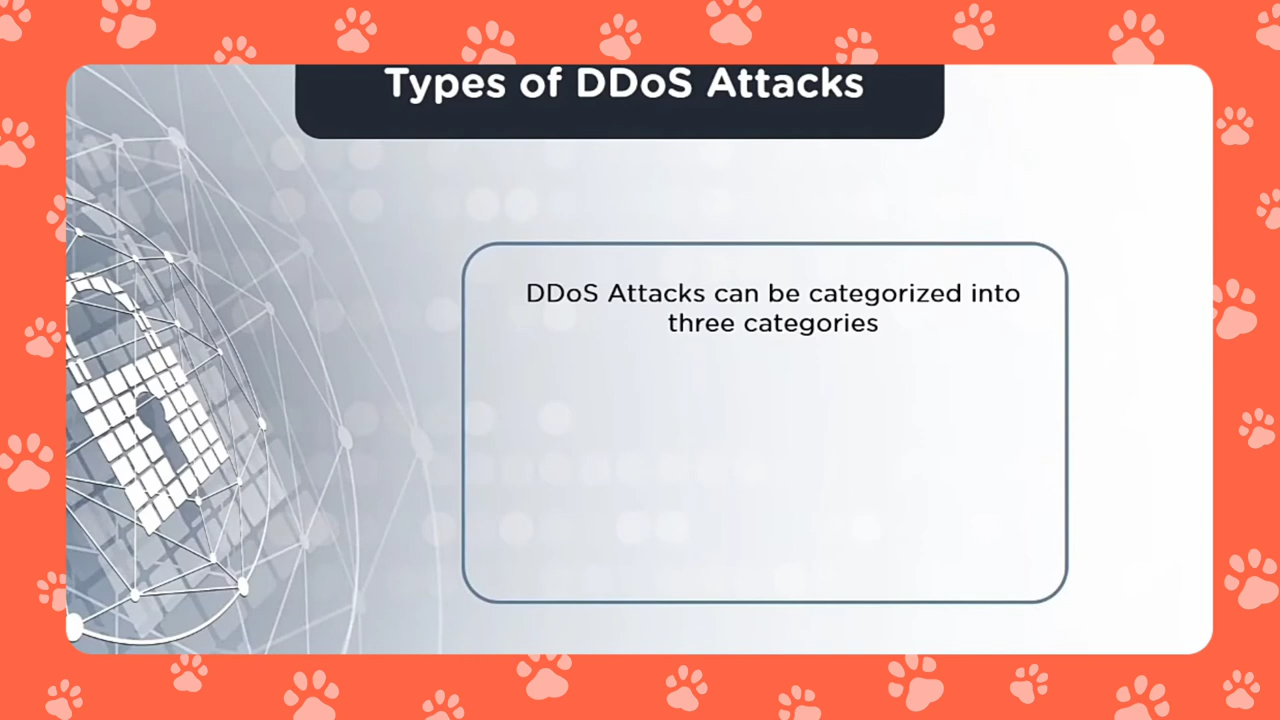 Types of DDoS Attacks
DDoS Attacks can be categorized into
three categories